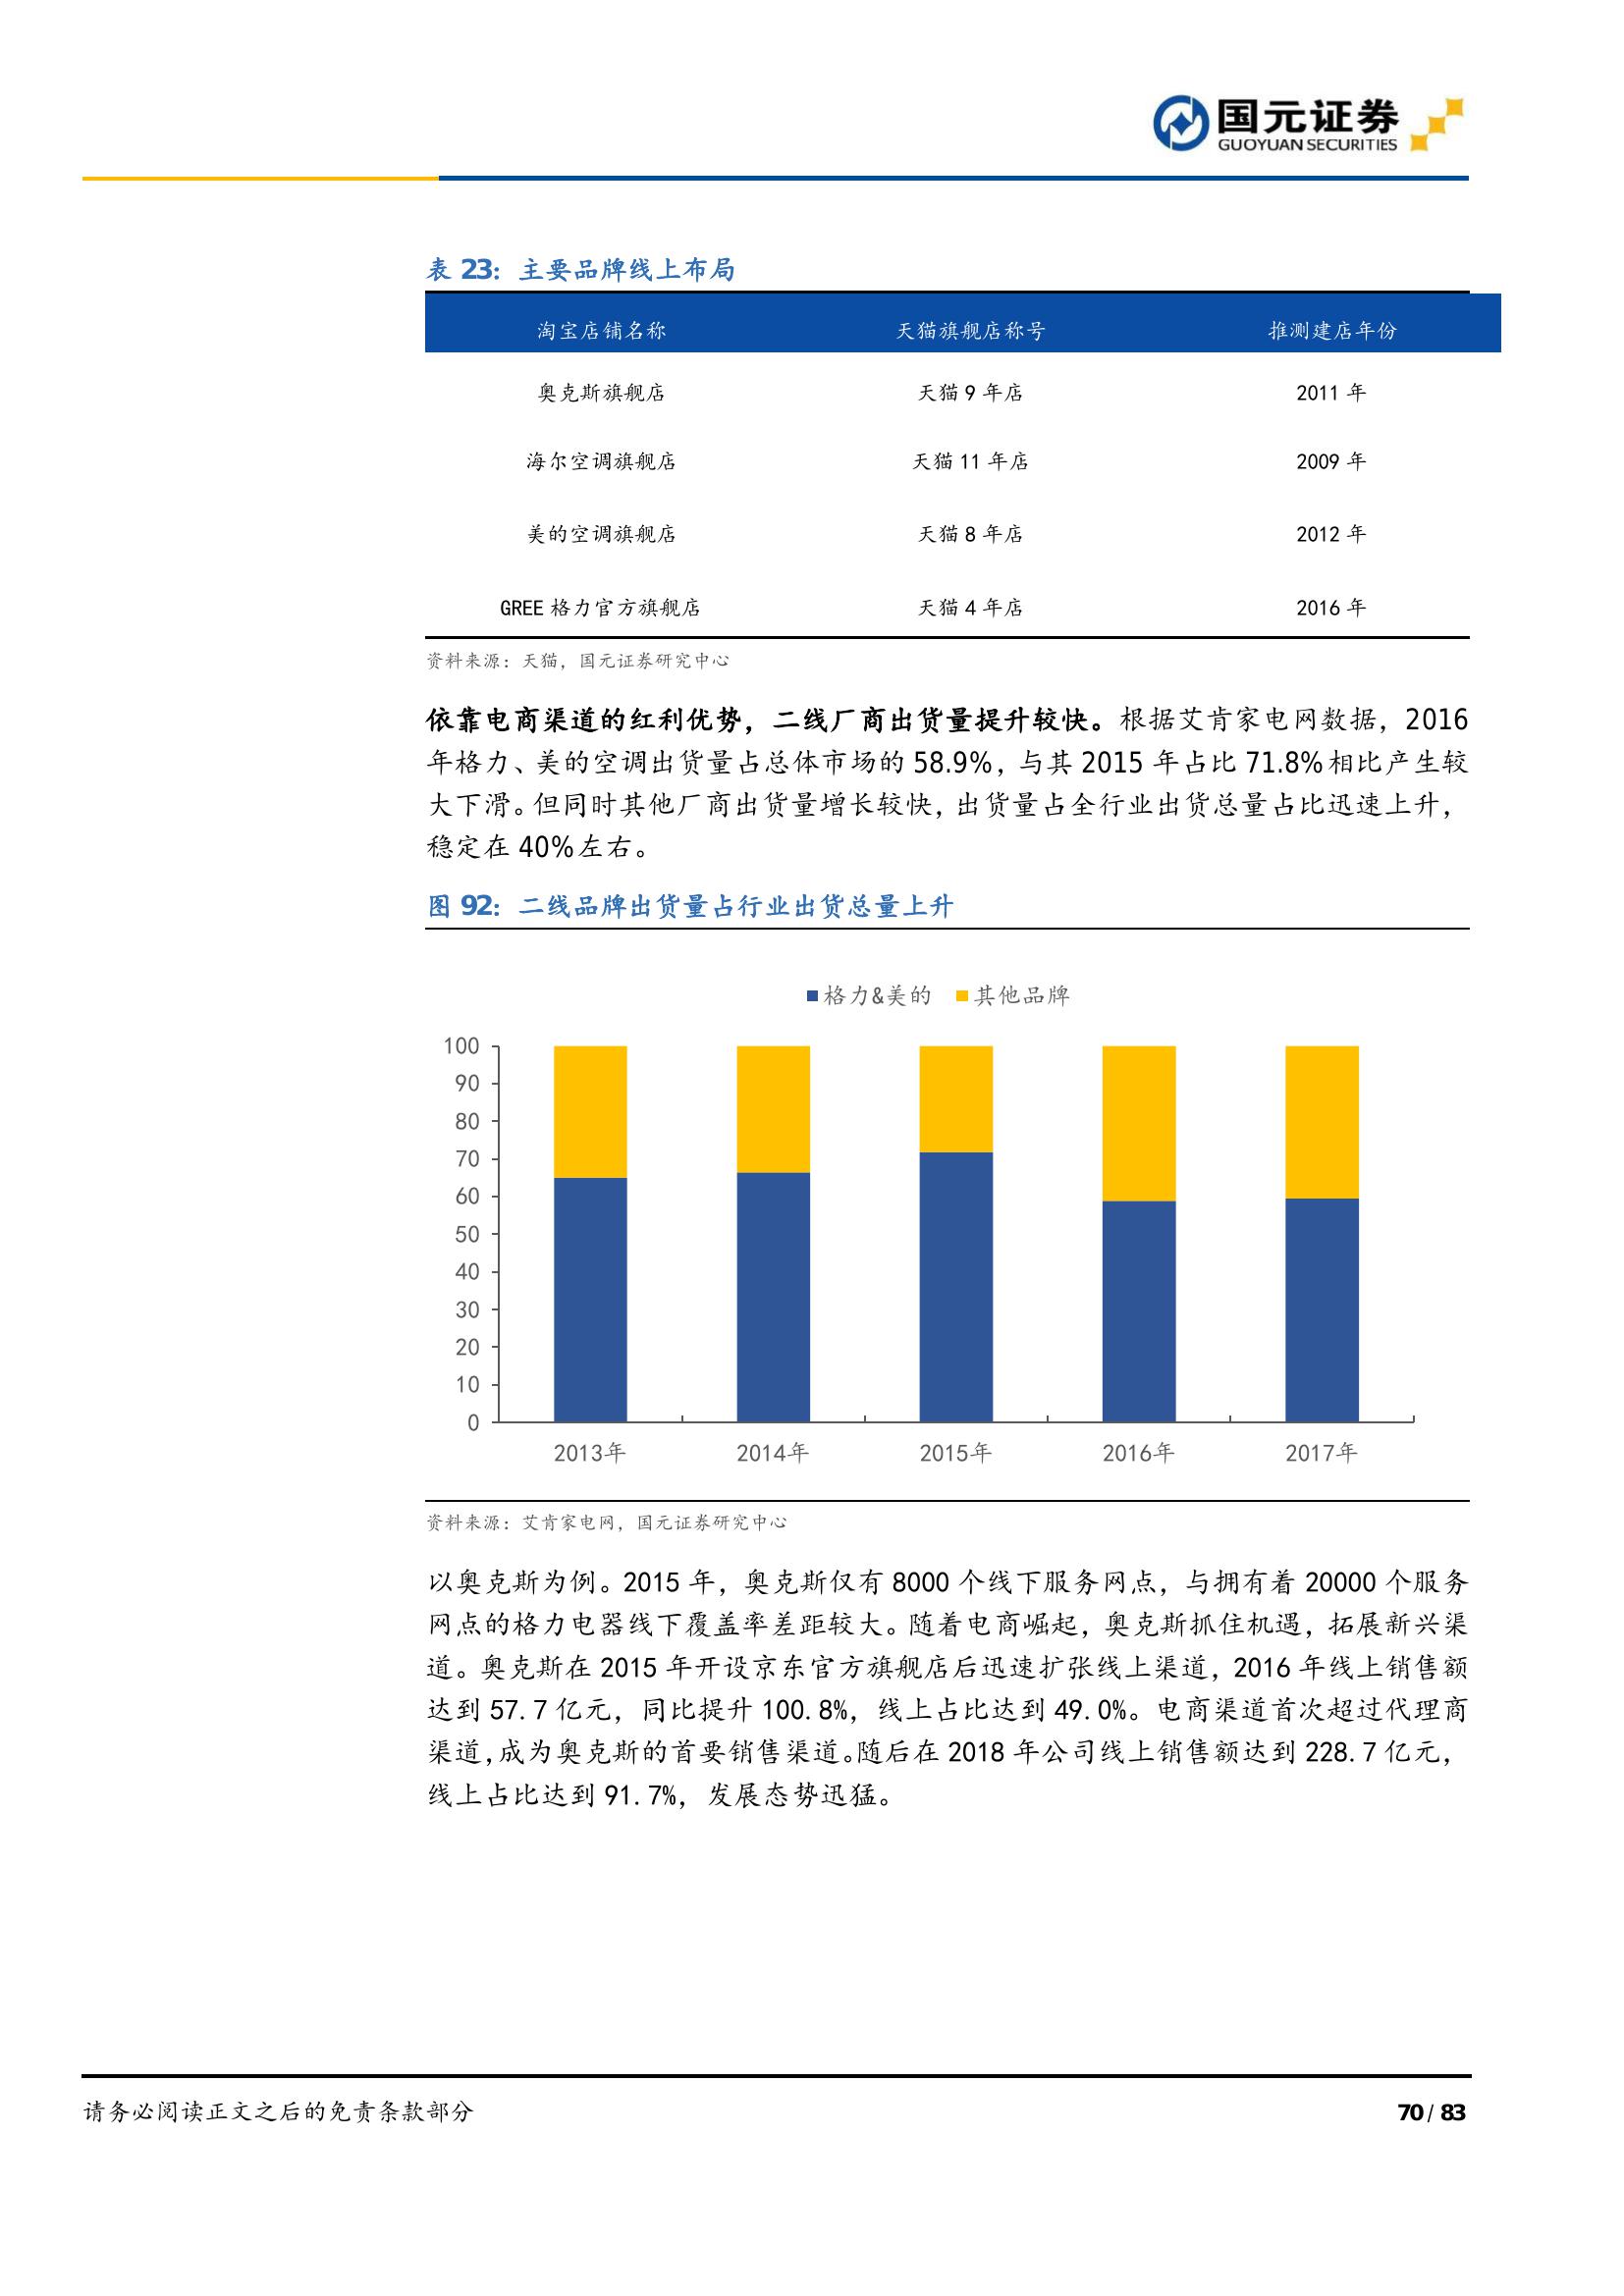 国元证券
GUOYUAN SECURITIES
表 23：主要品牌线上布局
淘宝店铺名称 天猫旗舰店称号 推测建店年份
奥克斯旗舰店 天猫 9 年店 2011 年
海尔空调旗舰店 天猫 11 年店 2009 年
美的空调旗舰店 天猫 8 年店 2012 年
GREE 格力官方旗舰店 天猫 4 年店 2016 年
资料来源：天猫，国元证券研究中心
依靠电商渠道的红利优势，二线厂商出货量提升较快。根据艾肯家电网数据，2016
年格力、美的空调出货量占总体市场的 58.9%，与其 2015 年占比 71.8%相比产生较
大下滑。但同时其他厂商出货量增长较快，出货量占全行业出货总量占比迅速上升，
稳定在 40%左右。
图 92：二线品牌出货量占行业出货总量上升
格力&美的 其他品牌
100
90
80
70
60
50
40
30
20
10
0
2013年 2014年 2015年 2016年 2017年
资料来源：艾肯家电网，国元证券研究中心
以奥克斯为例。2015 年，奥克斯仅有 8000 个线下服务网点，与拥有着 20000 个服务
网点的格力电器线下覆盖率差距较大。随着电商崛起，奥克斯抓住机遇，拓展新兴渠
道。奥克斯在 2015 年开设京东官方旗舰店后迅速扩张线上渠道，2016 年线上销售额
达到 57.7 亿元，同比提升 100.8%，线上占比达到 49.0%。电商渠道首次超过代理商
渠道，成为奥克斯的首要销售渠道。随后在 2018 年公司线上销售额达到 228.7 亿元，
线上占比达到 91.7%，发展态势迅猛。
请务必阅读正文之后的免责条款部分 70 / 83